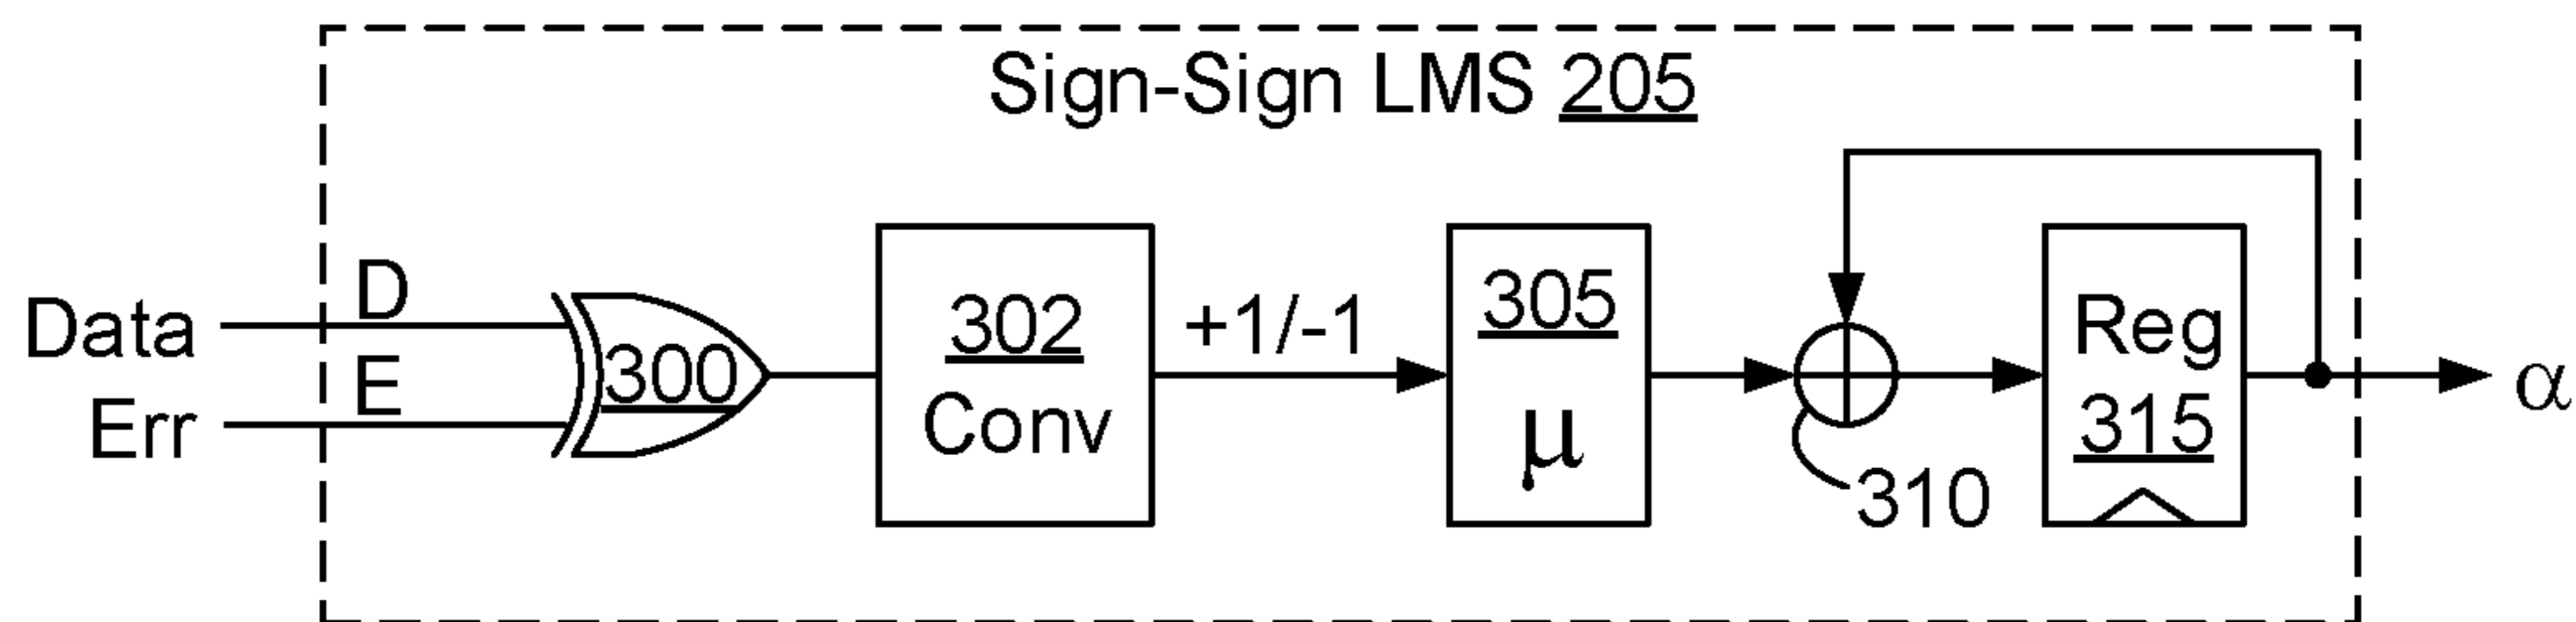 Sign-Sign LMS 205
Data
D
Err
E
300
302
Conv
+1/-1
305
μ
310
Reg
315
α